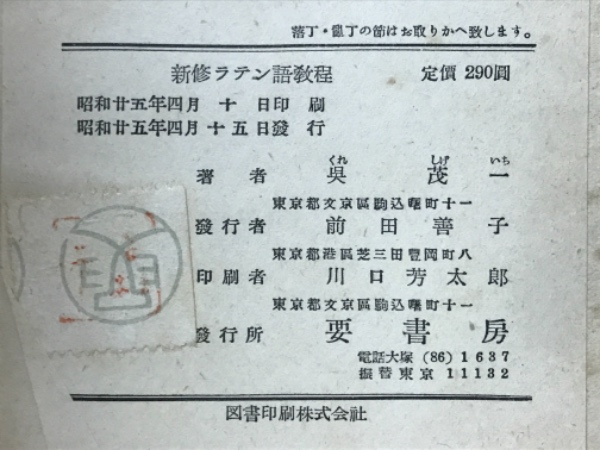 落丁・亂丁の節はお取りかへ致します。
新修ラテン語敎程　定價 290圓
昭和廿五年四月 十 日印刷
昭和廿五年四月十五日發行
くれ　しげ　いち
著者　吳茂一
東京都文京區駒込曙町十一
發行者　前田善子
東京都港區芝三田豊岡町八
印刷者　川口芳太郎
東京都文京區駒込曙町十一
發行所　要書房
電話大塚 (86) 1637
振替東京 11132
図書印刷株式会社